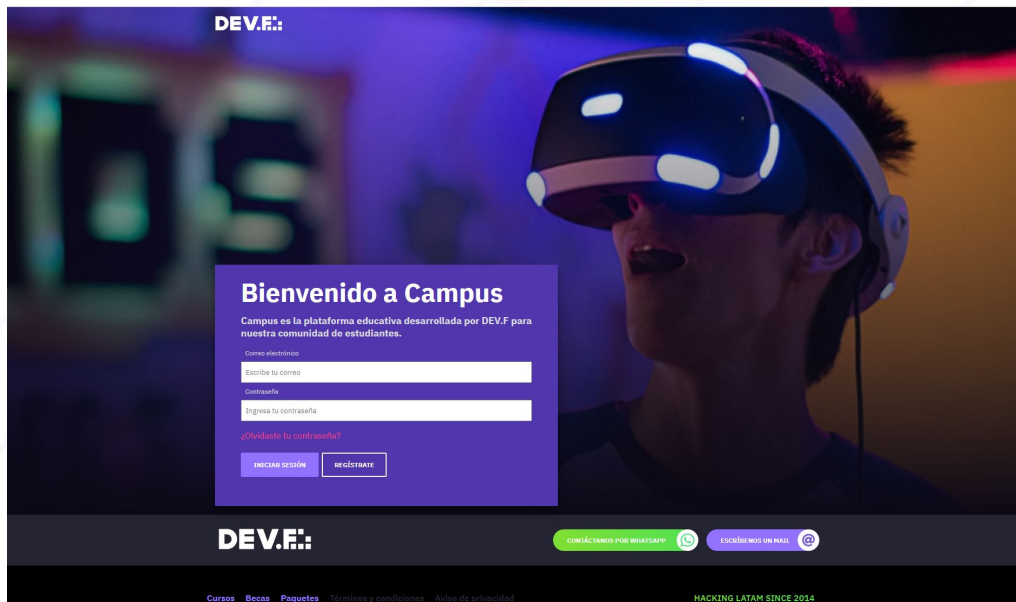 DEV.F.:
Bienvenido a Campus
Campus es la plataforma educativa desarrollada por DEV.F para
nuestra comunidad de estudiantes.
Correo electrónico
Escribe tu correo
Contraseña
Ingresa tu contraseña
¿Olvidaste tu contraseña?
INICIAR SESIÓN REGÍSTRATE
DEV.F.:
CONTÁCTANOS POR WHATSAPP ESCRÍBENOS UN MAIL @
Cursos Becas Paquetes Términos y condiciones Aviso de privacidad
HACKING LATAM SINCE 2014